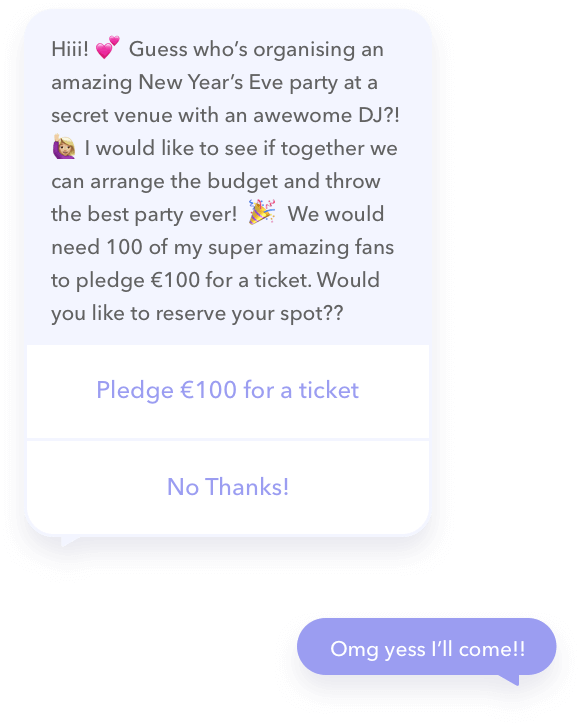 Hiii! 💕 Guess who’s organising an
amazing New Year’s Eve party at a
secret venue with an awewome DJ?!
🙋🏼‍♀️ I would like to see if together we
can arrange the budget and throw
the best party ever! 🎉 We would
need 100 of my super amazing fans
to pledge €100 for a ticket. Would
you like to reserve your spot??
Pledge €100 for a ticket
No Thanks!
Omg yess I’ll come!!